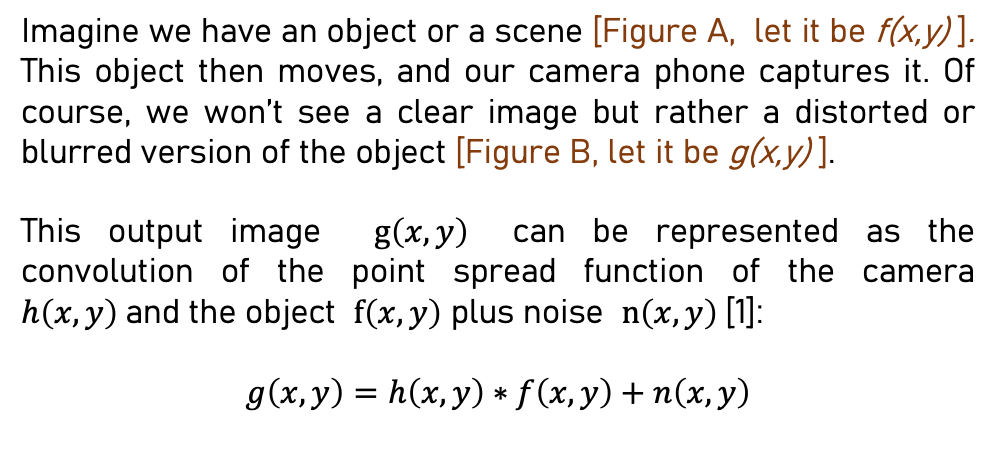 Imagine we have an object or a scene [Figure A, let it be f(x,y)].
This object then moves, and our camera phone captures it. Of
course, we won't see a clear image but rather a distorted or
blurred version of the object [Figure B, let it be g(x,y)].
This output image g(x,y) can be represented as the
convolution of the point spread function of the camera
h(x,y) and the object f(x,y) plus noise n(x,y) [1]:
g(x,y) = h(x,y) * f(x,y) + n(x,y)